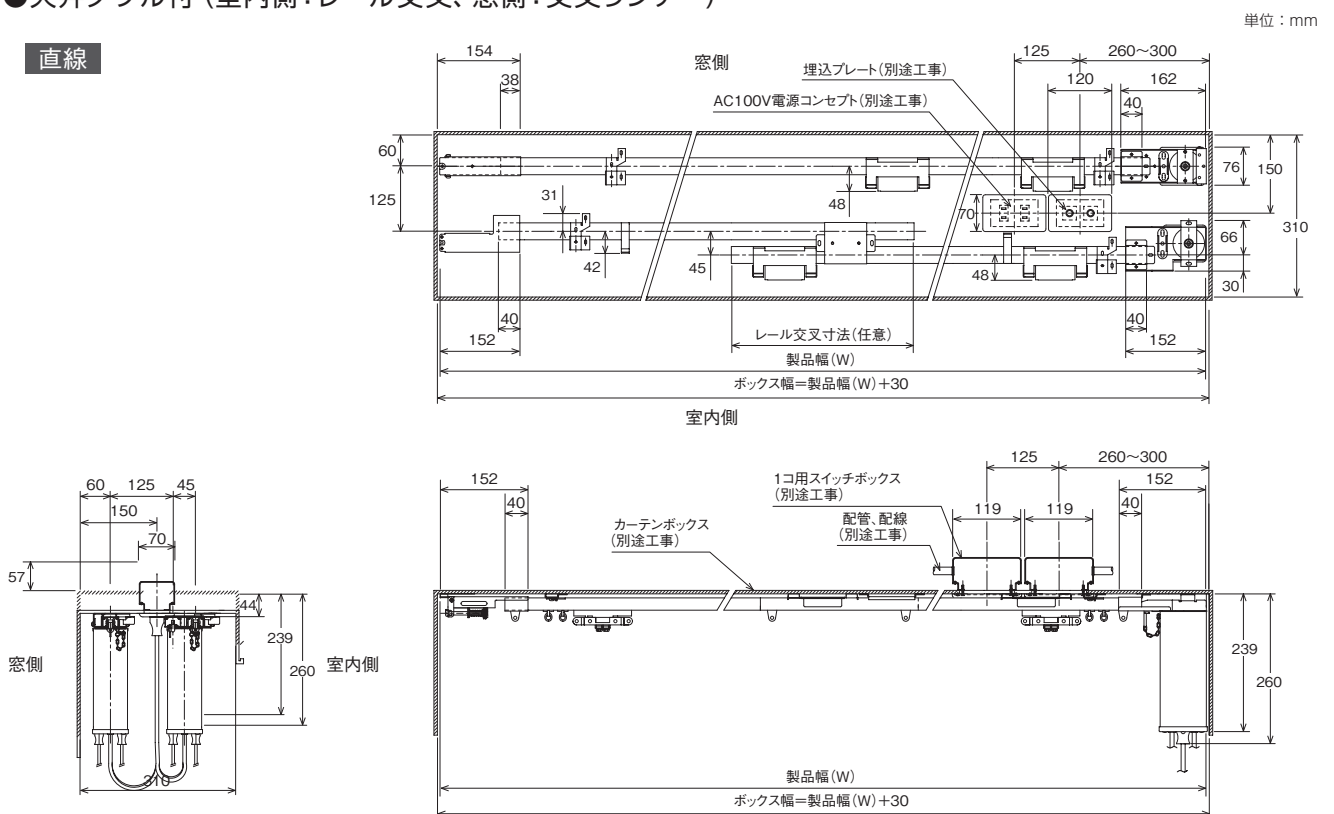 ●天井ダブル付(室内側:レール交叉、窓側:交叉ランナー)
単位:mm
直線
154
窓側
125
260~300
38
埋込プレート(別途工事)
120
162
AC100V電源コンセプト(別途工事)
40
60
125
31
48
70
76
150
310
42
45
48
66
30
40
152
レール交叉寸法(任意)
40
152
製品幅(W)
ボックス幅=製品幅(W)+30
室内側
60
125
45
150
70
57
44
239
260
窓側
室内側
310
152
40
カーテンボックス
(別途工事)
1コ用スイッチボックス
(別途工事)
配管、配線
(別途工事)
125
260~300
119
119
152
40
239
260
製品幅(W)
ボックス幅=製品幅(W)+30